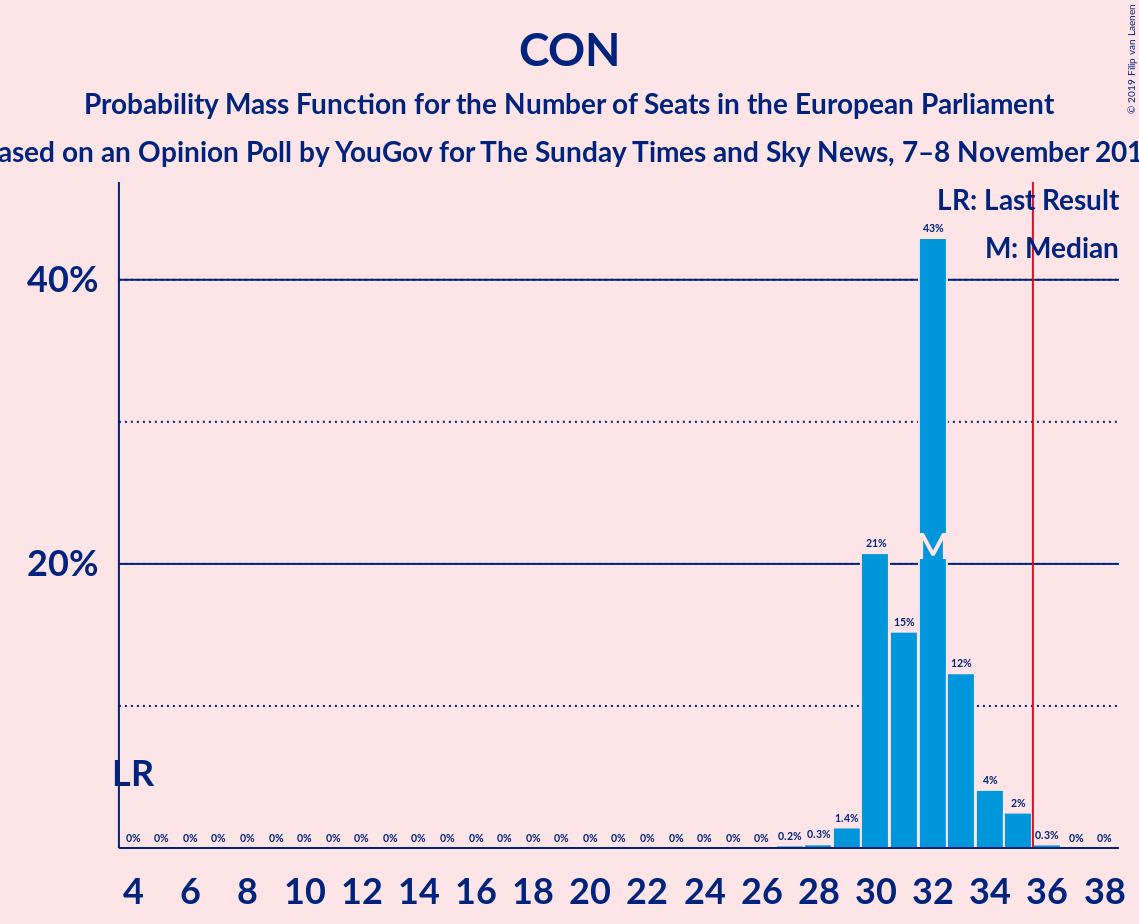 CON
Probability Mass Function for the Number of Seats in the European Parliament
ased on an Opinion Poll by YouGov for The Sunday Times and Sky News, 7–8 November 201
© 2019 Filip van Laenen
LR: Last Result
M: Median
40%
20%
43%
21%
M
15%
12%
LR
4%
2%
0% 0% 0% 0% 0% 0% 0% 0% 0% 0% 0% 0% 0% 0% 0% 0% 0% 0% 0% 0% 0% 0% 0% 0.2% 0.3% 1.4% 0.3% 0% 0%
4 6 8 10 12 14 16 18 20 22 24 26 28 30 32 34 36 38